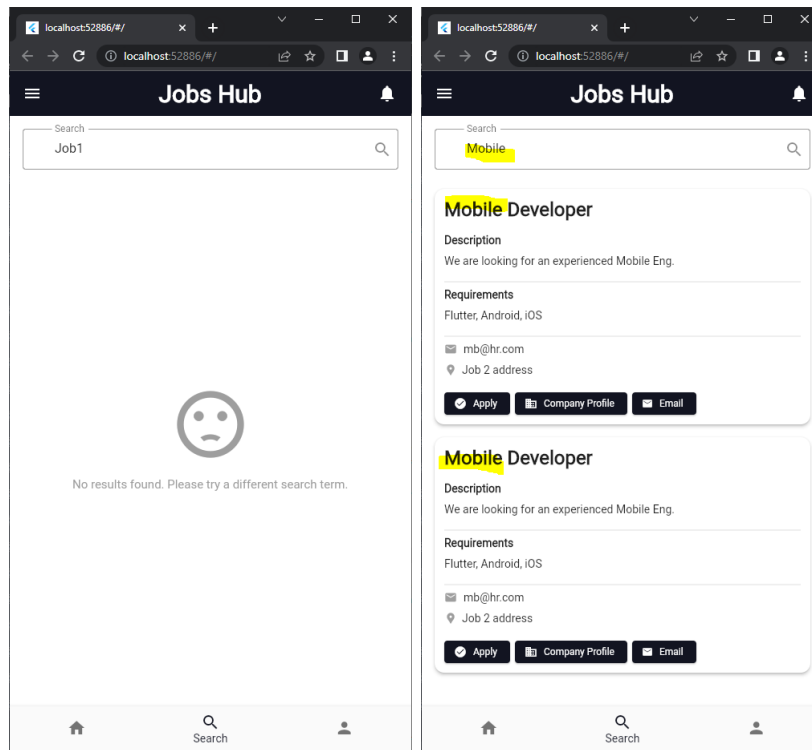 localhost:52886/#/
localhost:52886/#/
Jobs Hub
Search
Job1
No results found. Please try a different search term.
Search
localhost:52886/#/
localhost:52886/#/
Jobs Hub
Search
Mobile
Mobile Developer
Description
We are looking for an experienced Mobile Eng.
Requirements
Flutter, Android, iOS
mb@hr.com
Job 2 address
Apply Company Profile Email
Mobile Developer
Description
We are looking for an experienced Mobile Eng.
Requirements
Flutter, Android, iOS
mb@hr.com
Job 2 address
Apply Company Profile Email
Search